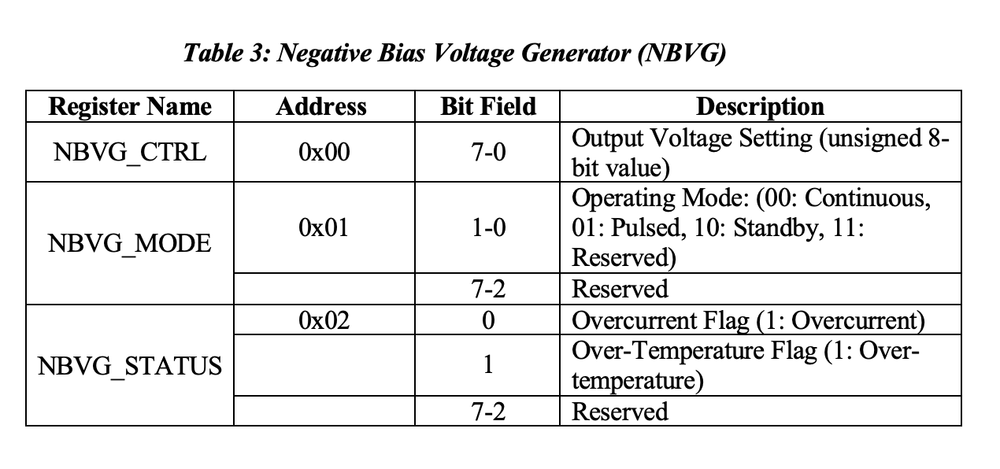 Table 3: Negative Bias Voltage Generator (NBVG)
Register Name Address Bit Field Description
NBVG_CTRL 0x00 7-0 Output Voltage Setting (unsigned 8-
bit value)
NBVG_MODE 0x01 1-0 Operating Mode: (00: Continuous,
01: Pulsed, 10: Standby, 11:
Reserved)
7-2 Reserved
NBVG_STATUS 0x02 0 Overcurrent Flag (1: Overcurrent)
1 Over-Temperature Flag (1: Over-
temperature)
7-2 Reserved